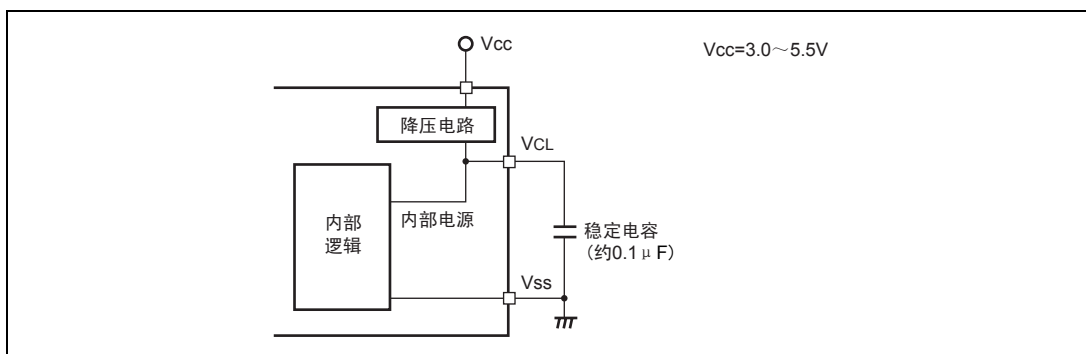 Vcc
Vcc=3.0～5.5V
降压电路
VCL
内部
逻辑
内部电源
稳定电容
（约0.1μF）
Vss